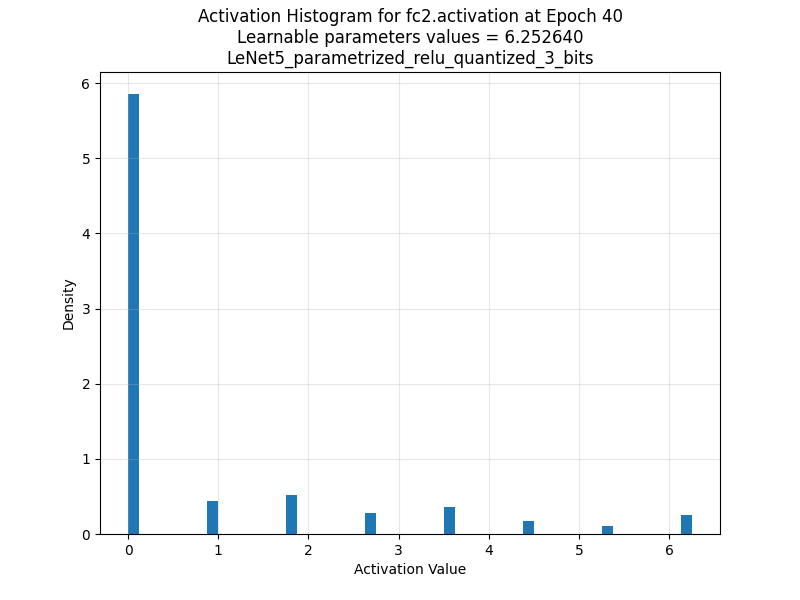 Activation Histogram for fc2.activation at Epoch 40
Learnable parameters values = 6.252640
LeNet5_parametrized_relu_quantized_3_bits
6
5
4
3
2
1
0
Density
0 1 2 3 4 5 6
Activation Value